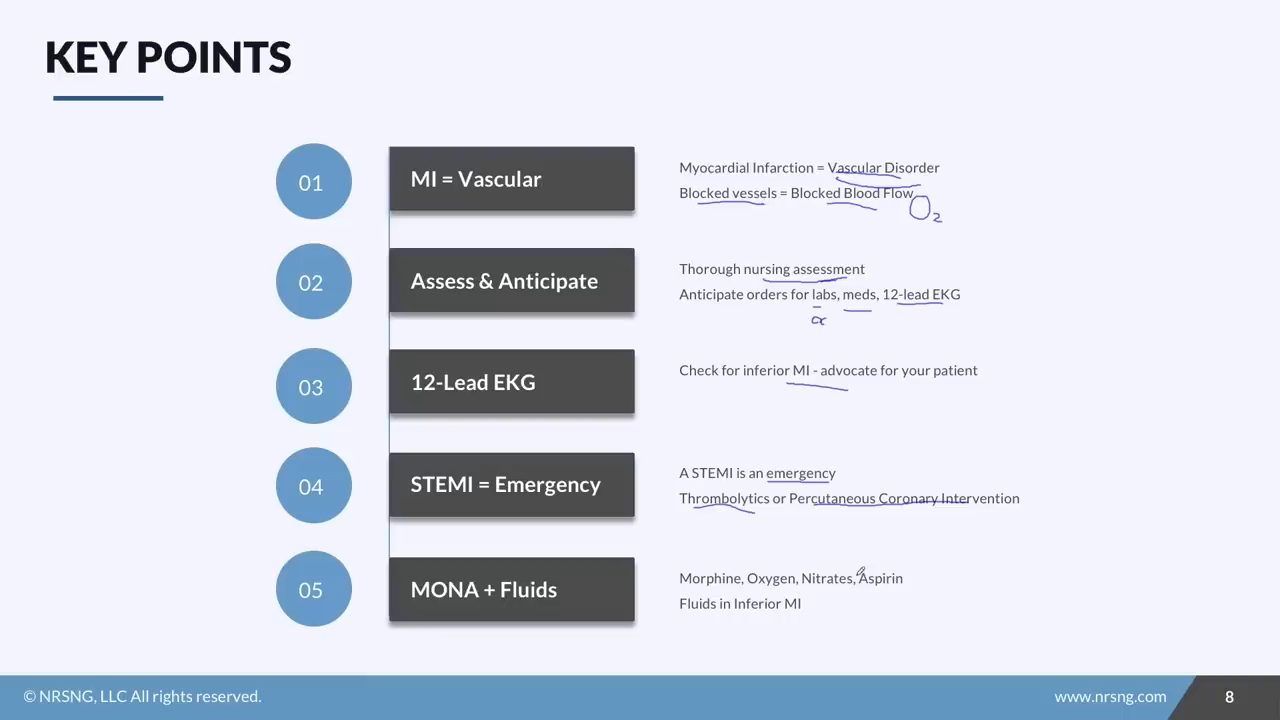 KEY POINTS
01
MI = Vascular
Myocardial Infarction = Vascular Disorder
Blocked vessels = Blocked Blood Flow
O2
02
Assess & Anticipate
Thorough nursing assessment
Anticipate orders for labs, meds, 12-lead EKG
03
12-Lead EKG
Check for inferior MI - advocate for your patient
04
STEMI = Emergency
A STEMI is an emergency
Thrombolytics or Percutaneous Coronary Intervention
05
MONA + Fluids
Morphine, Oxygen, Nitrates, Aspirin
Fluids in Inferior MI
© NRSNG, LLC All rights reserved.
www.nrsng.com
8